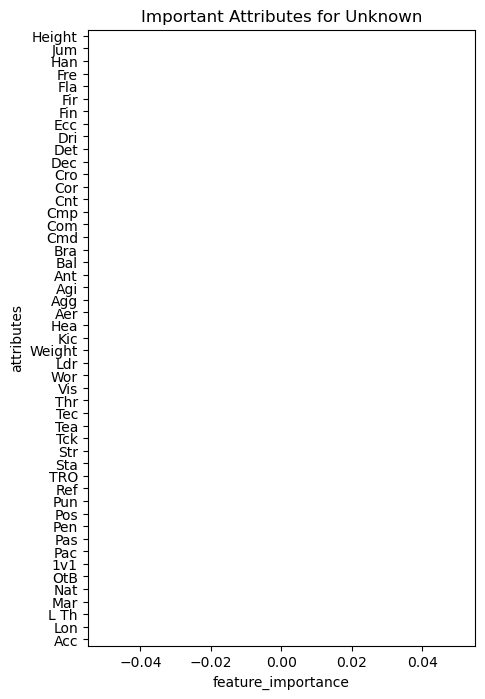 Important Attributes for Unknown
Height
Jum
Han
Fre
Fla
Fir
Fin
Ecc
Dri
Det
Dec
Cro
Cor
Cnt
Cmp
Com
Cmd
Bra
Bal
Ant
Agi
Agg
Aer
Hea
Kic
Weight
Ldr
Wor
Vis
Thr
Tec
Tea
Tck
Str
Sta
TRO
Ref
Pun
Pos
Pen
Pas
Pac
1v1
OtB
Nat
Mar
L Th
Lon
Acc
attributes
−0.04 −0.02 0.00 0.02 0.04
feature_importance